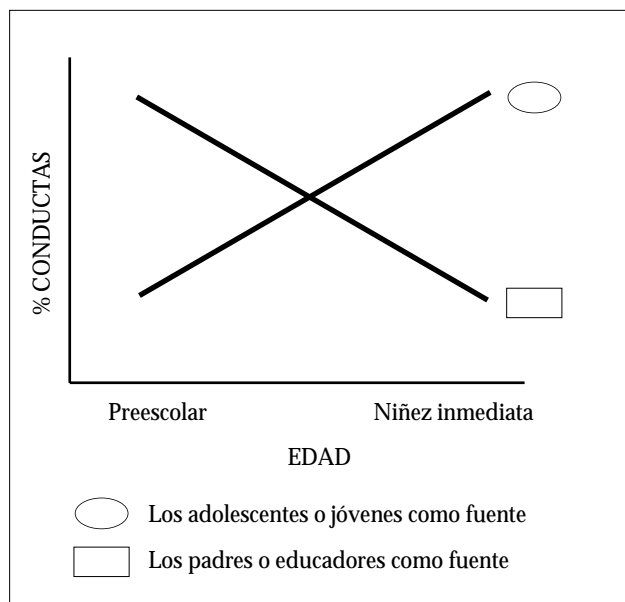 % CONDUCTAS
Preescolar
Niñez inmediata
EDAD
Los adolescentes o jóvenes como fuente
Los padres o educadores como fuente